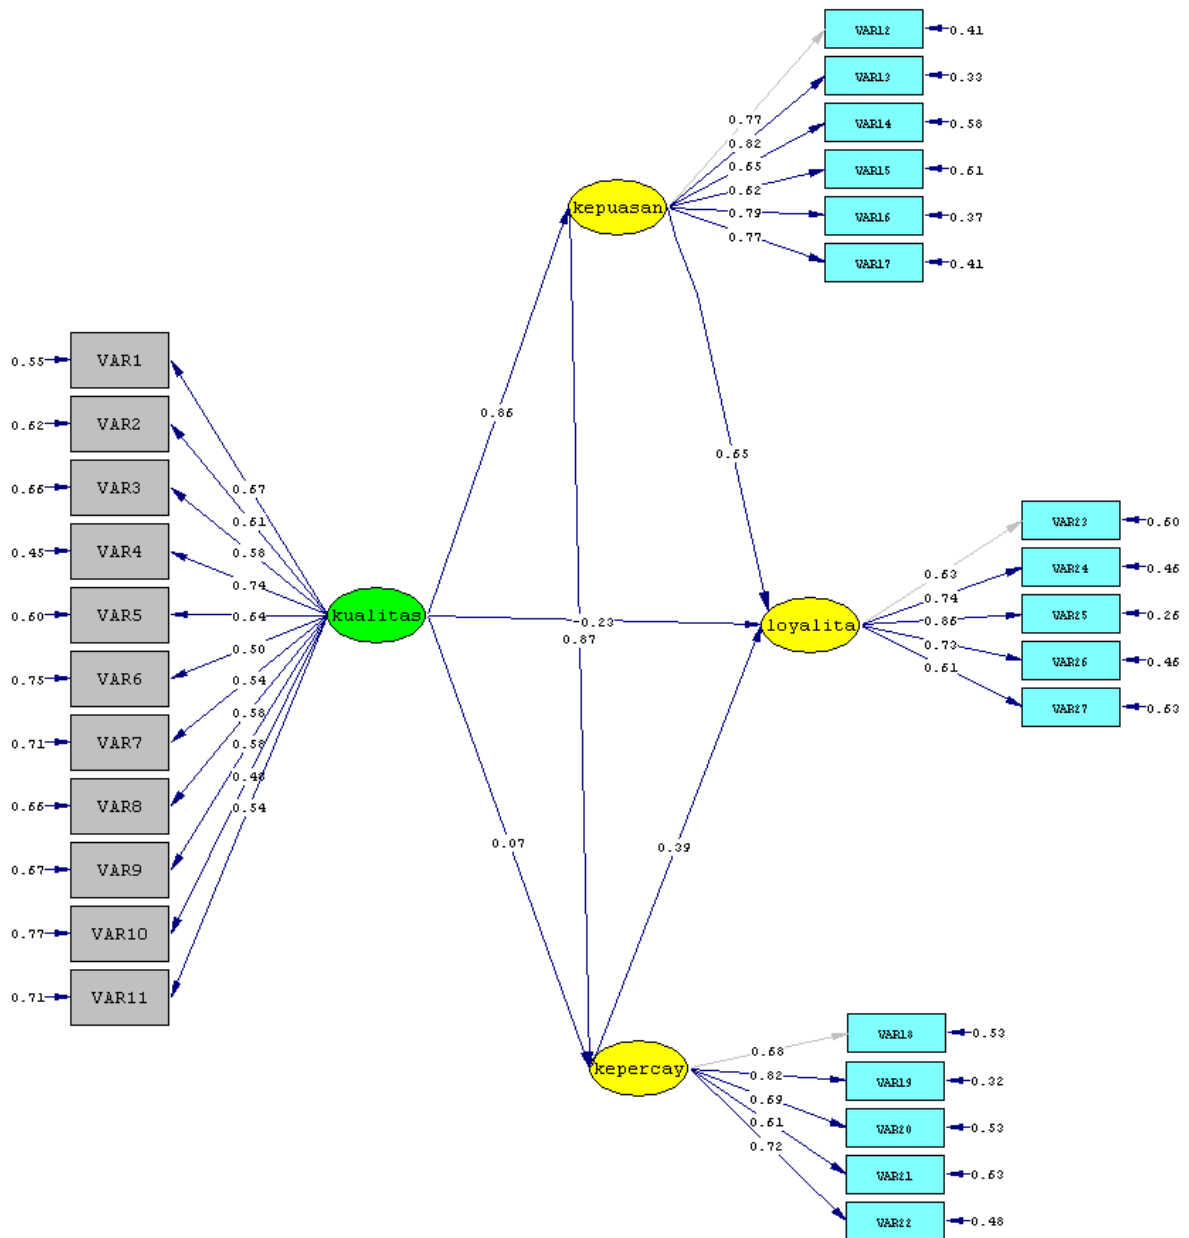 VAR12 0.41
VAR13 0.33
VAR14 0.58
VAR15 0.61
VAR16 0.37
VAR17 0.41
0.77
0.82
0.65
0.62
0.79
0.77
kepuasan
0.55 VAR1
0.62 VAR2
0.66 VAR3
0.45 VAR4
0.60 VAR5
0.75 VAR6
0.71 VAR7
0.66 VAR8
0.67 VAR9
0.77 VAR10
0.71 VAR11
0.67
0.61
0.58
0.74
0.64
0.50
0.54
0.58
0.58
0.48
0.54
kualitas
0.86
0.65
-0.23
0.87
0.07
0.39
loyalita
0.63
0.74
0.86
0.73
0.61
VAR23 0.60
VAR24 0.46
VAR25 0.26
VAR26 0.46
VAR27 0.63
kepercay
0.68
0.82
0.69
0.61
0.72
VAR18 0.53
VAR19 0.32
VAR20 0.53
VAR21 0.63
VAR22 0.48